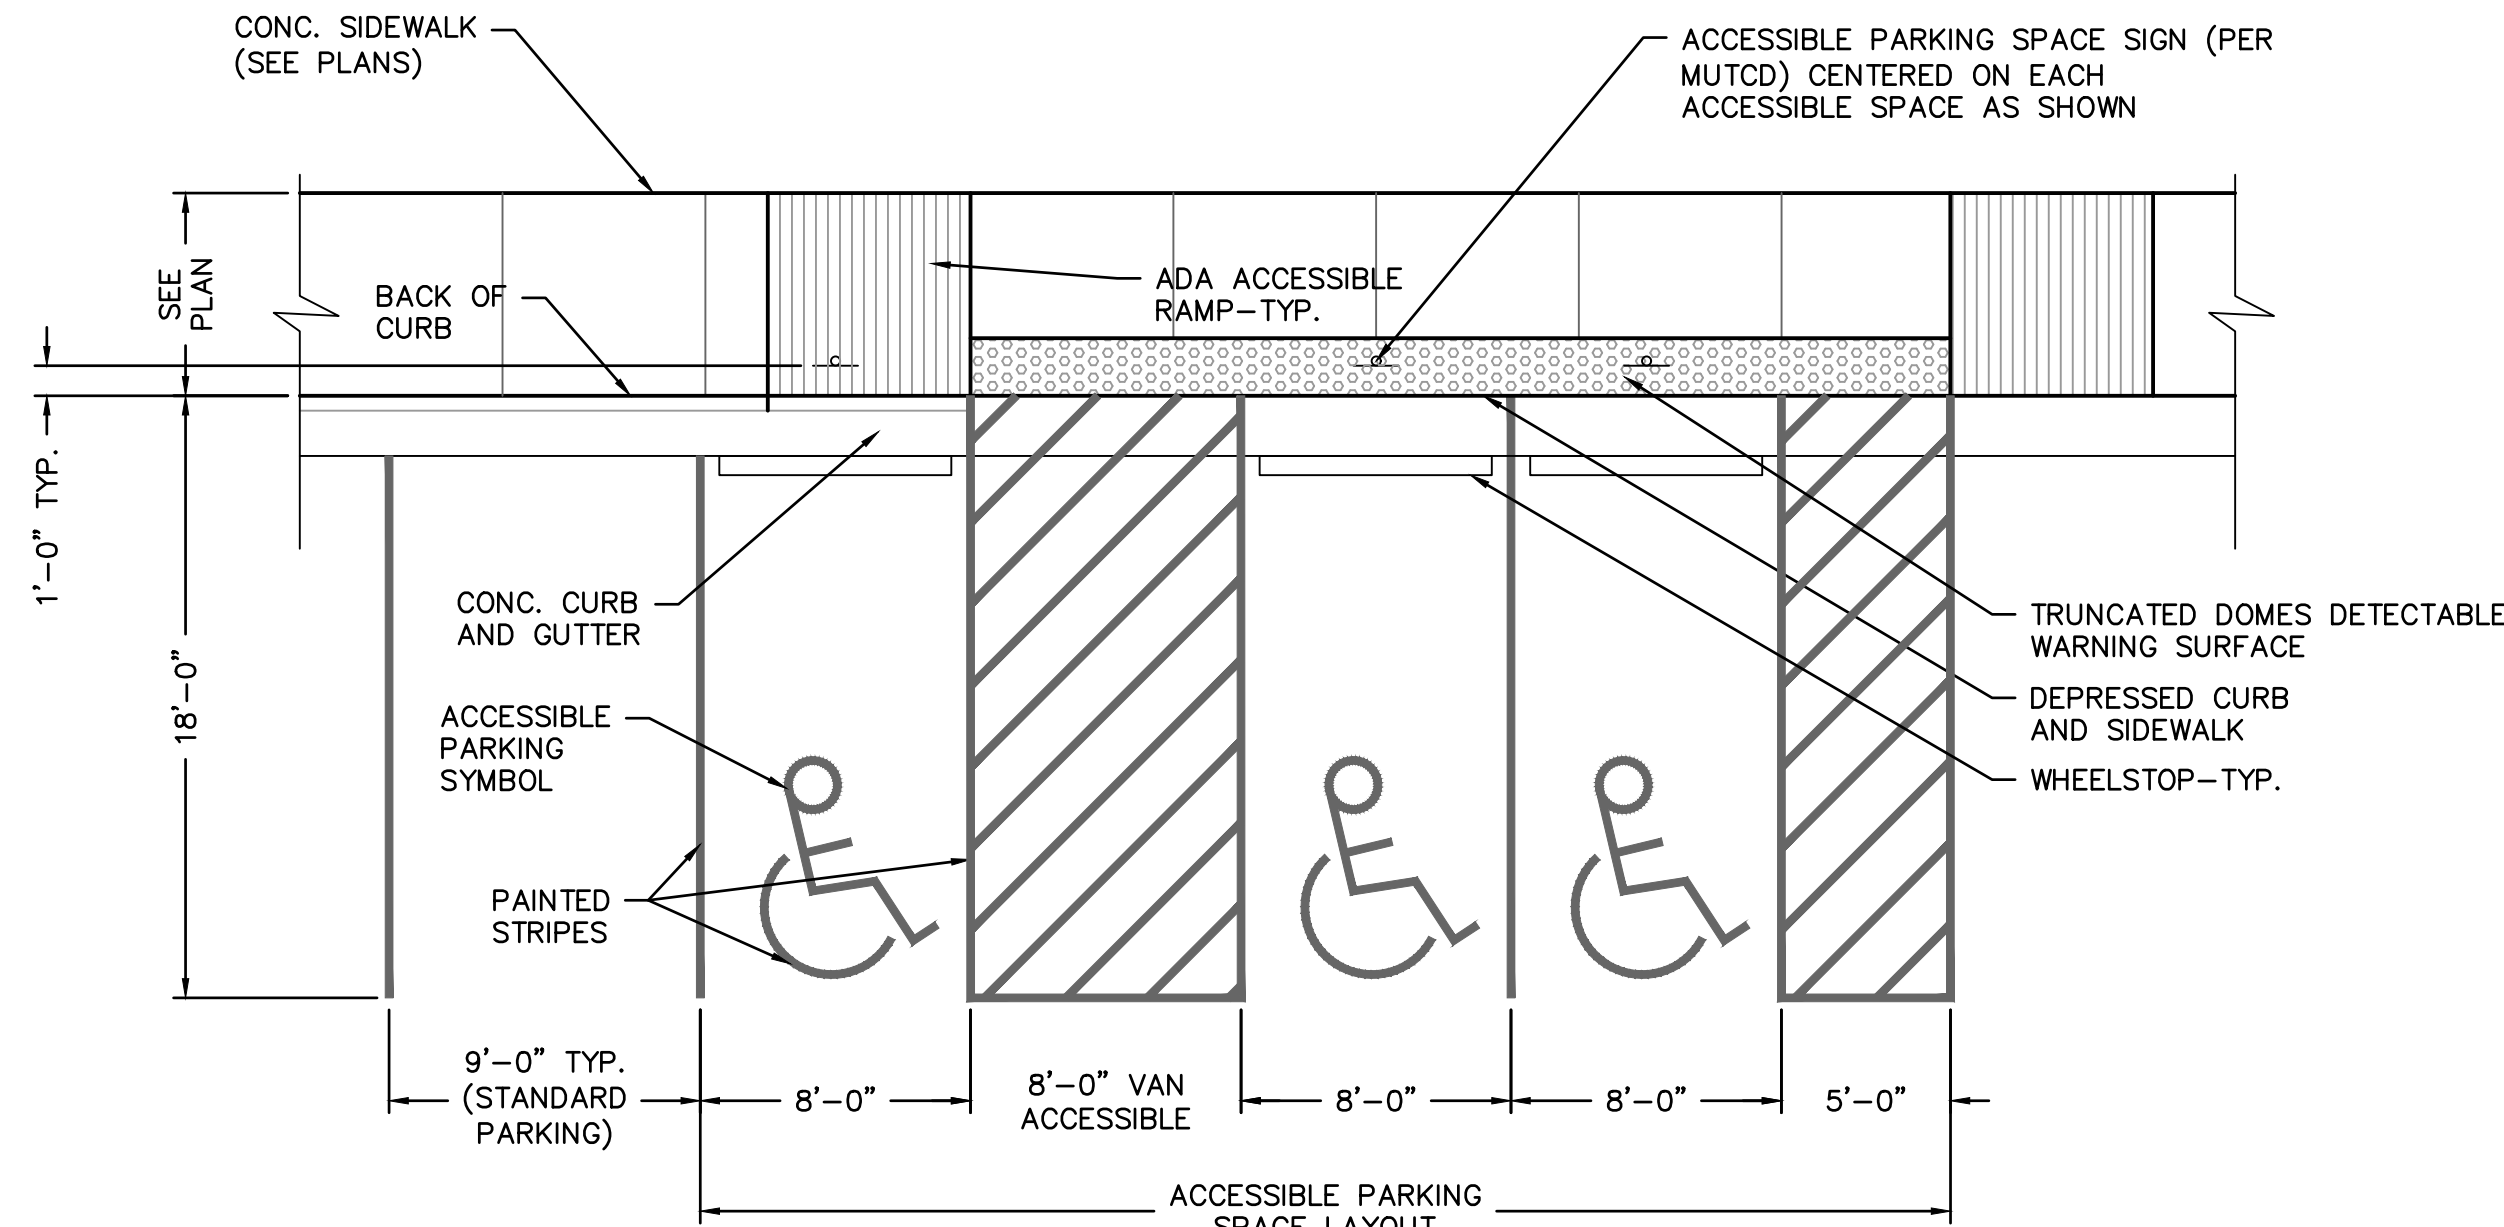 CONC. SIDEWALK
(SEE PLANS)
ACCESSIBLE PARKING SPACE SIGN (PER
MUTCD) CENTERED ON EACH
ACCESSIBLE SPACE AS SHOWN
SEE
PLAN
BACK OF
CURB
ADA ACCESSIBLE
RAMP-TYP.
1'-0" TYP.
18'-0"
CONC. CURB
AND GUTTER
TRUNCATED DOMES DETECTABLE
WARNING SURFACE
DEPRESSED CURB
AND SIDEWALK
WHEELSTOP-TYP.
ACCESSIBLE
PARKING
SYMBOL
PAINTED
STRIPES
9'-0" TYP.
(STANDARD
PARKING)
8'-0"
8'-0" VAN
ACCESSIBLE
8'-0"
8'-0"
5'-0"
ACCESSIBLE PARKING
SPACE LAYOUT